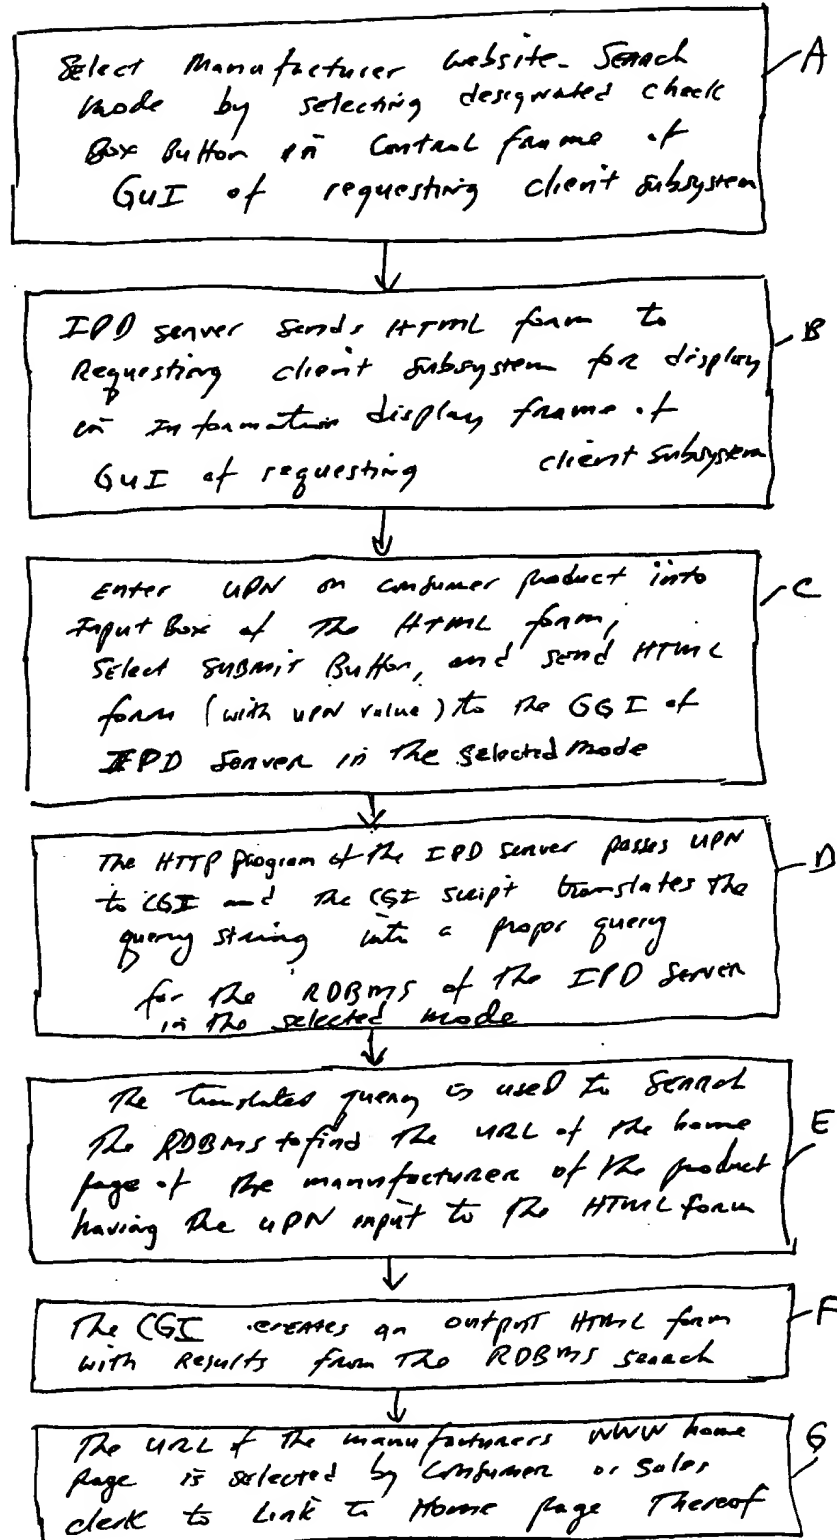 Select Manufacturer Website-Search A
mode by selecting designated check
Box Button in Control frame of
GUI of requesting client subsystem
IPD server sends HTML form to B
Requesting client subsystem for display
in Information display frame of
GUI of requesting client subsystem
Enter UPN on consumer product into C
Input Box of The HTML form,
Select SUBMIT Button, and send HTML
form (with UPN value) to the GGI of
IPD Server in the selected mode
The HTTP program of the IPD server passes UPN D
to CGI and the CGI script translates the
query string into a proper query
for the RDBMS of the IPD Server
in the selected mode
The translated query is used to Search
The RDBMS to find The URL of the home E
page of the manufacturer of the product
having the UPN input to The HTML form
The CGI creates an output HTML form F
with Results from The RDBMS search
The URL of the manufacturers WWW home G
Page is selected by Consumer or Sales
clerk to Link to Home page Thereof